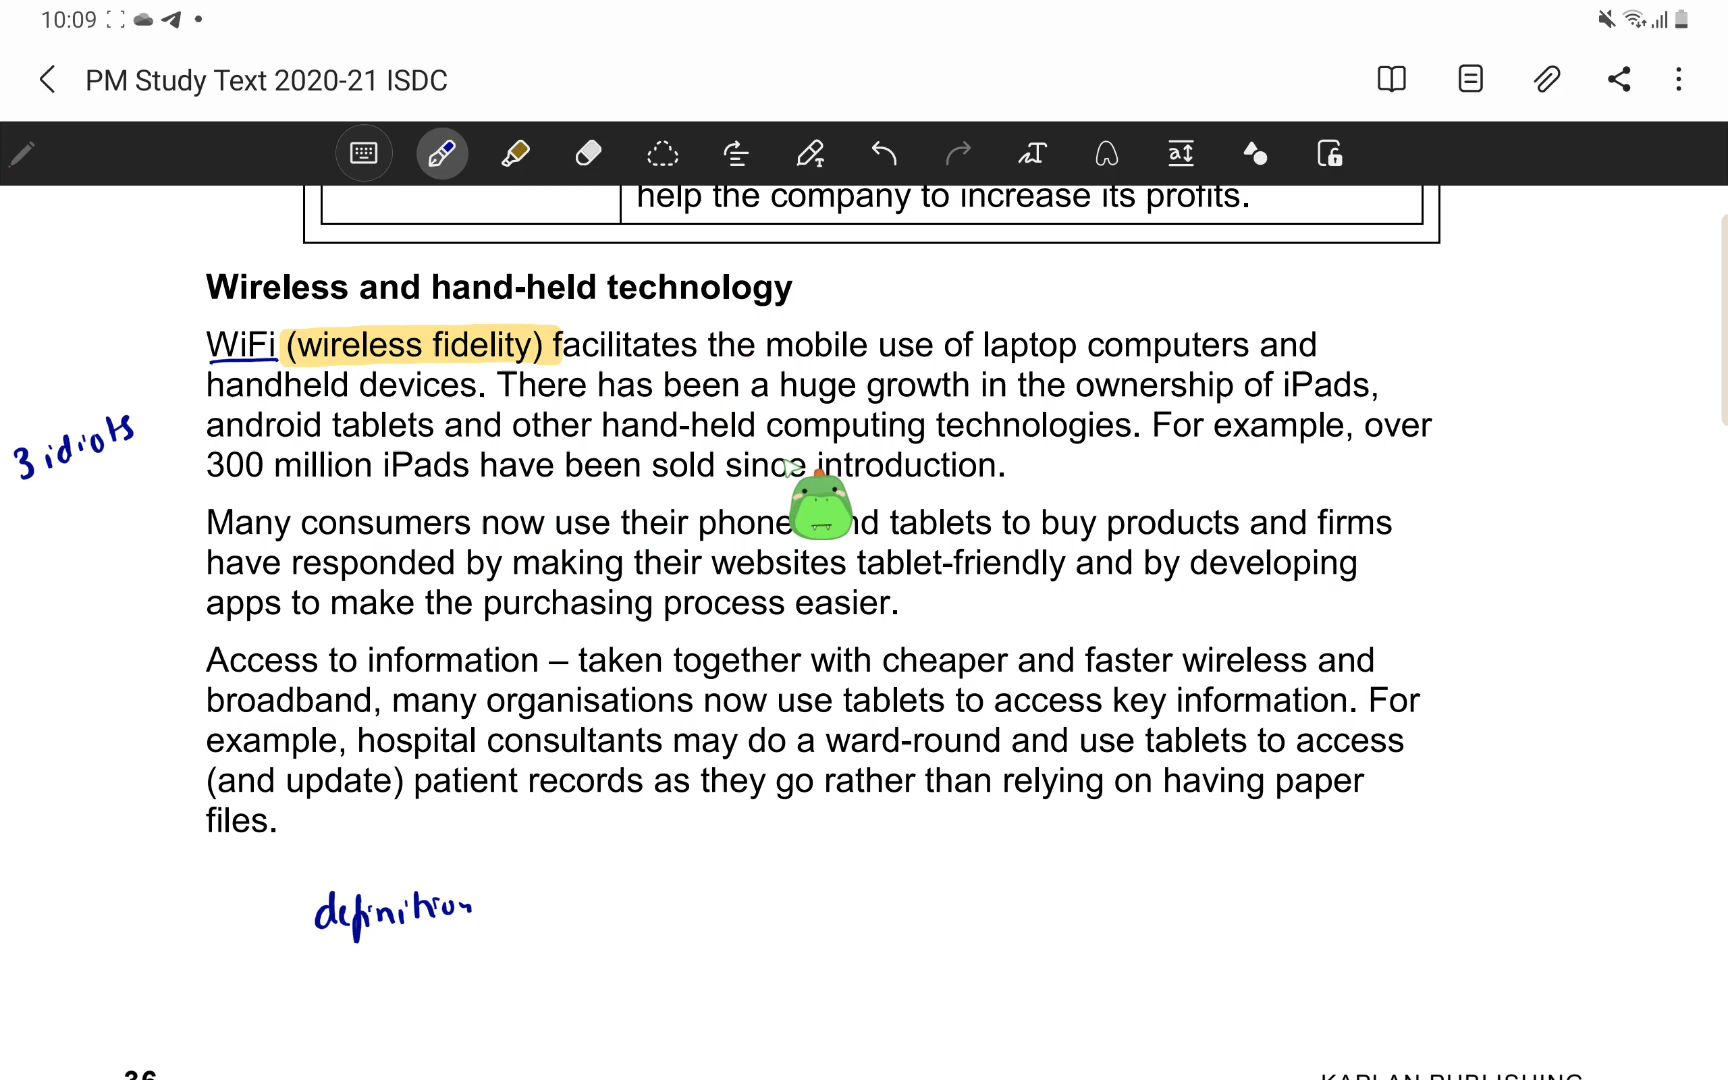 10:09
PM Study Text 2020-21 ISDC
help the company to increase its profits.
Wireless and hand-held technology
WiFi (wireless fidelity) facilitates the mobile use of laptop computers and
handheld devices. There has been a huge growth in the ownership of iPads,
android tablets and other hand-held computing technologies. For example, over
300 million iPads have been sold since introduction.
3 idiots
Many consumers now use their phone nd tablets to buy products and firms
have responded by making their websites tablet-friendly and by developing
apps to make the purchasing process easier.
Access to information – taken together with cheaper and faster wireless and
broadband, many organisations now use tablets to access key information. For
example, hospital consultants may do a ward-round and use tablets to access
(and update) patient records as they go rather than relying on having paper
files.
definition
36 KAPLAN PUBLISHING